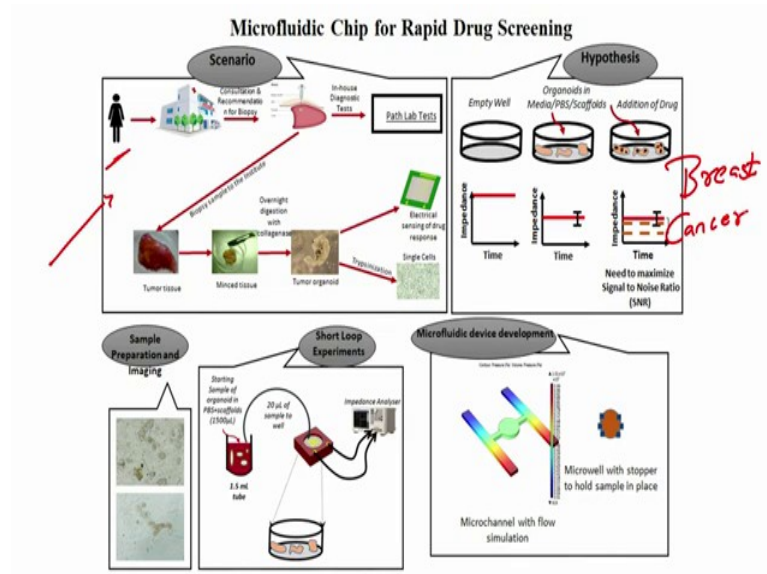 Microfluidic Chip for Rapid Drug Screening
Scenario
Consultation &
Recommendatio
n for Biopsy
In-house
Diagnostic
Tests
Path Lab Tests
Biopsy sample to the Institute
Overnight
digestion
with
collagenase
Electrical
sensing of drug
response
Trypsinization
Single Cells
Tumor tissue
Minced tissue
Tumor organoid
Hypothesis
Empty Well
Organoids in
Media/PBS/Scaffolds
Addition of Drug
Breast
Cancer
Impedance
Time
Impedance
Time
Impedance
Time
Need to maximize
Signal to Noise Ratio
(SNR)
Sample
Preparation and
Imaging
Short Loop
Experiments
Starting
Sample of
organoid in
PBS+scaffolds
(1500µL)
20 µL of
sample to
well
Impedance Analyser
1.5 mL
tube
Microfluidic device development
Microwell with stopper
to hold sample in place
Microchannel with flow
simulation